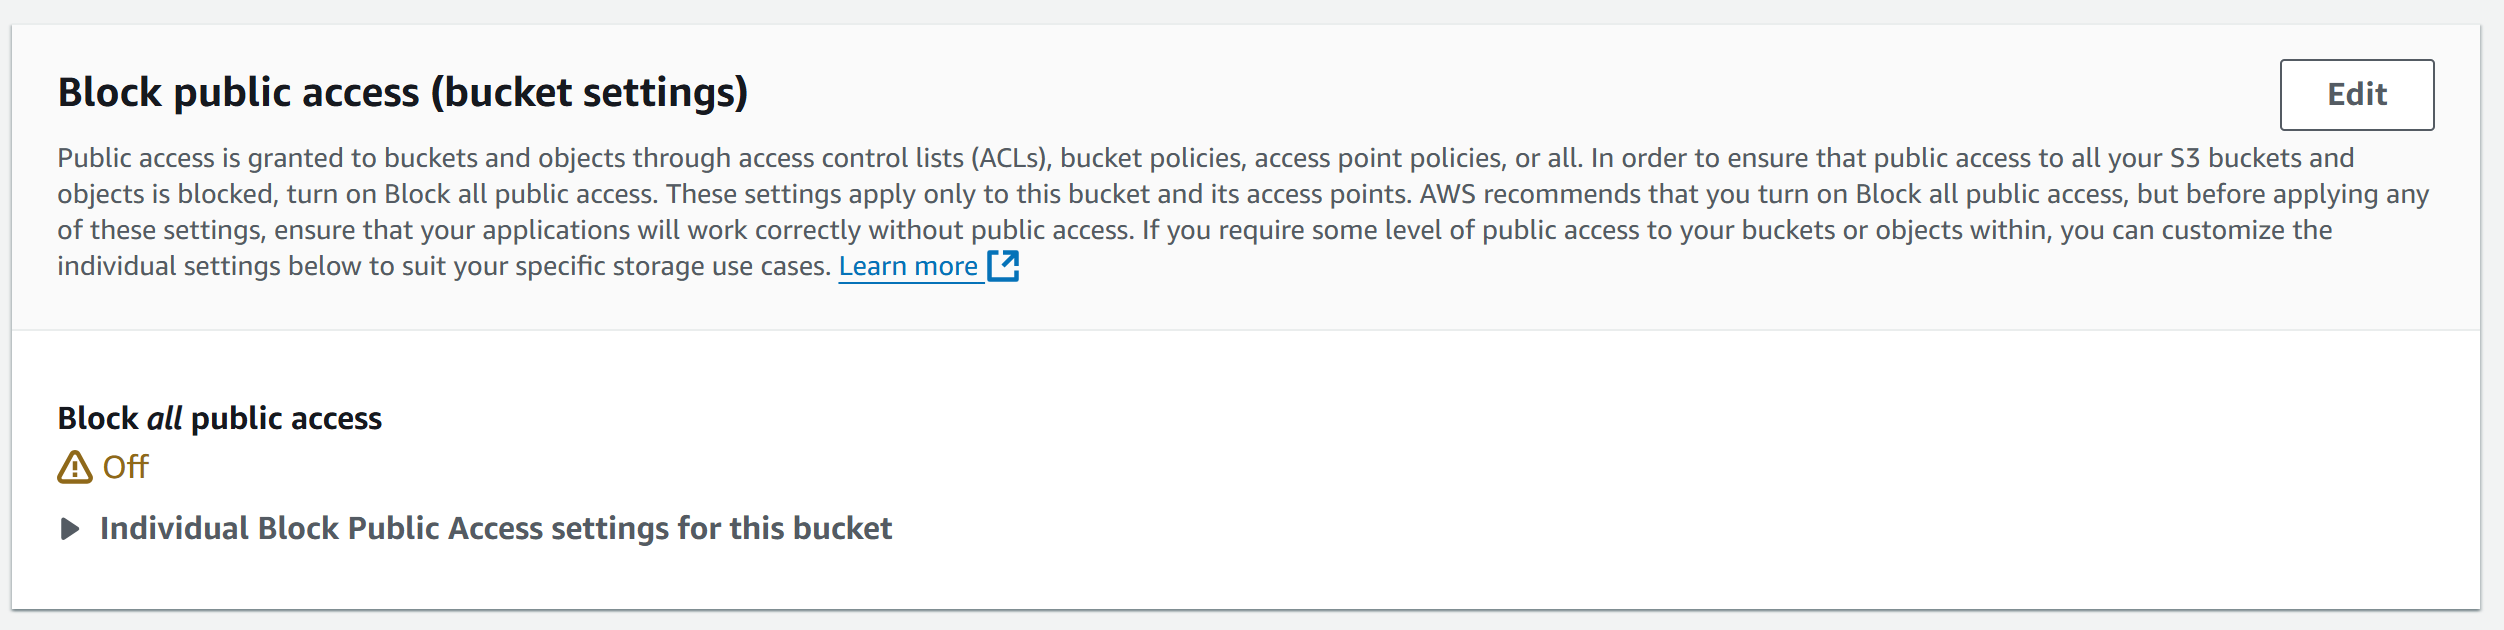 Block public access (bucket settings)
Edit
Public access is granted to buckets and objects through access control lists (ACLs), bucket policies, access point policies, or all. In order to ensure that public access to all your S3 buckets and
objects is blocked, turn on Block all public access. These settings apply only to this bucket and its access points. AWS recommends that you turn on Block all public access, but before applying any
of these settings, ensure that your applications will work correctly without public access. If you require some level of public access to your buckets or objects within, you can customize the
individual settings below to suit your specific storage use cases. Learn more
Block all public access
Off
Individual Block Public Access settings for this bucket